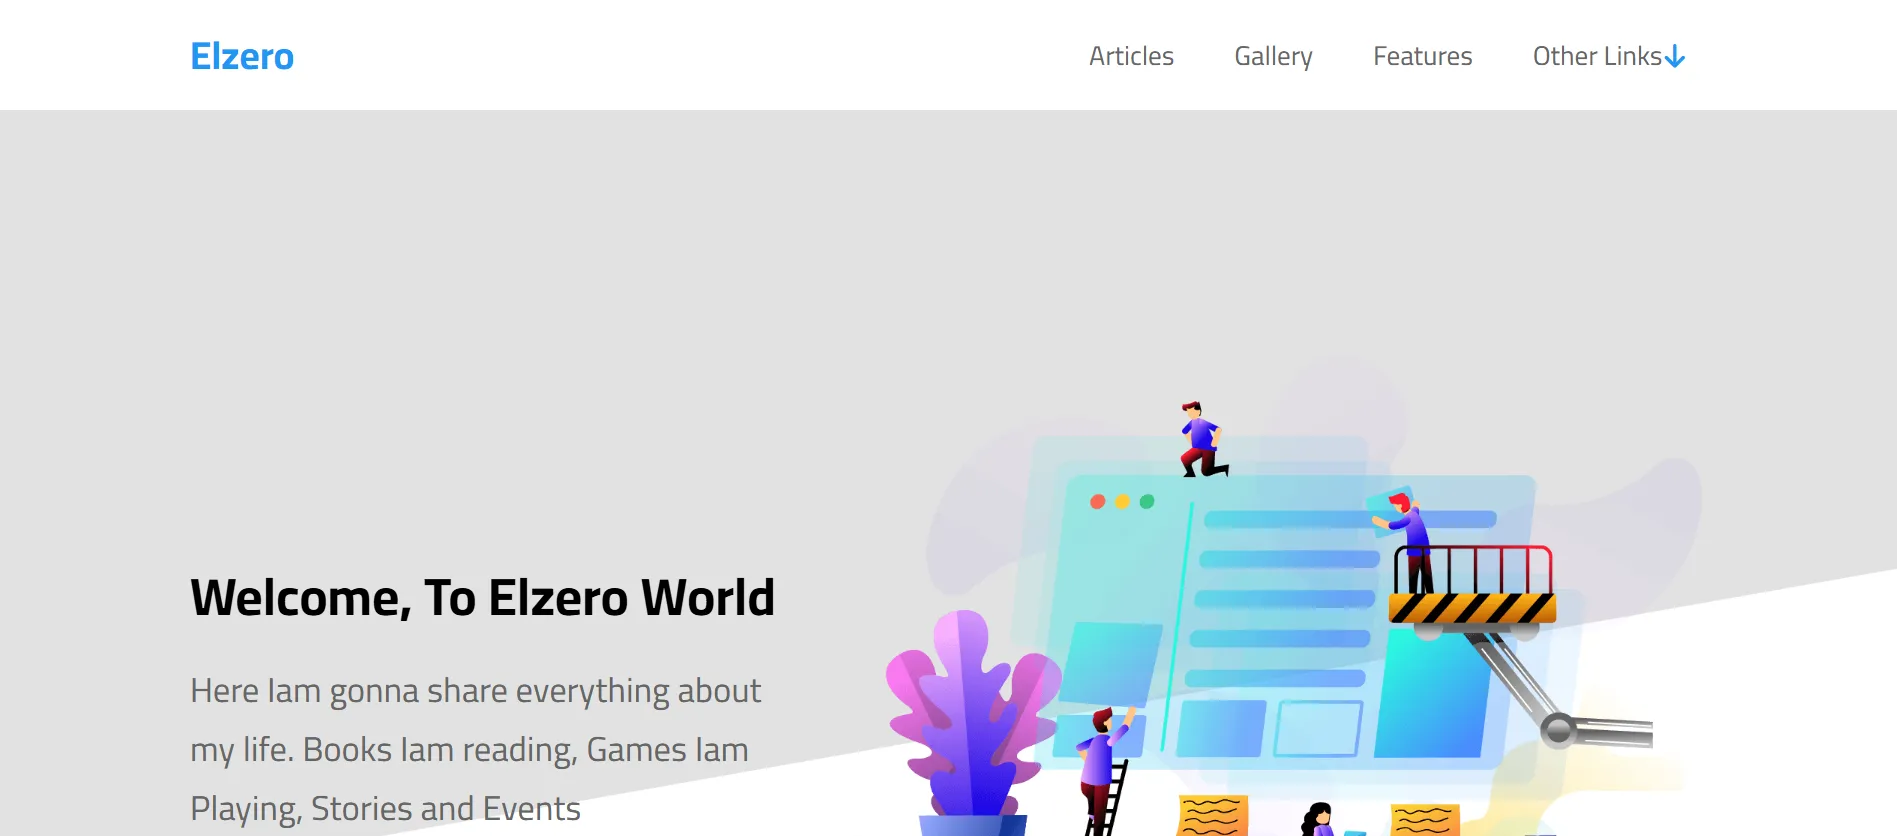 Elzero
Articles
Gallery
Features
Other Links
Welcome, To Elzero World
Here Iam gonna share everything about
my life. Books Iam reading, Games Iam
Playing, Stories and Events